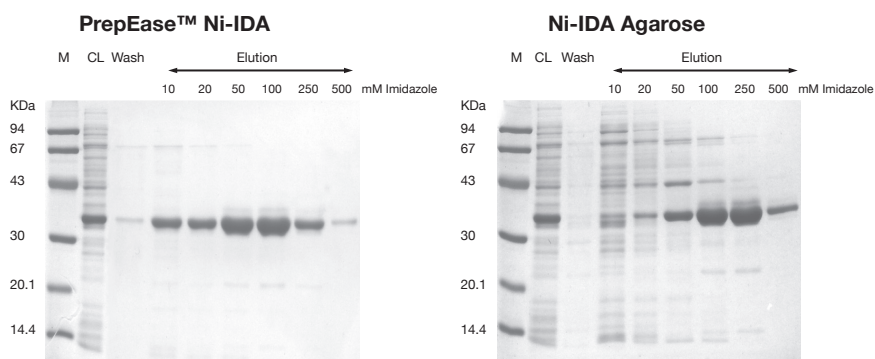 PrepEase™ Ni-IDA
M CL Wash Elution
10 20 50 100 250 500 mM Imidazole
KDa
94
67
43
30
20.1
14.4
Ni-IDA Agarose
M CL Wash Elution
10 20 50 100 250 500 mM Imidazole
KDa
94
67
43
30
20.1
14.4